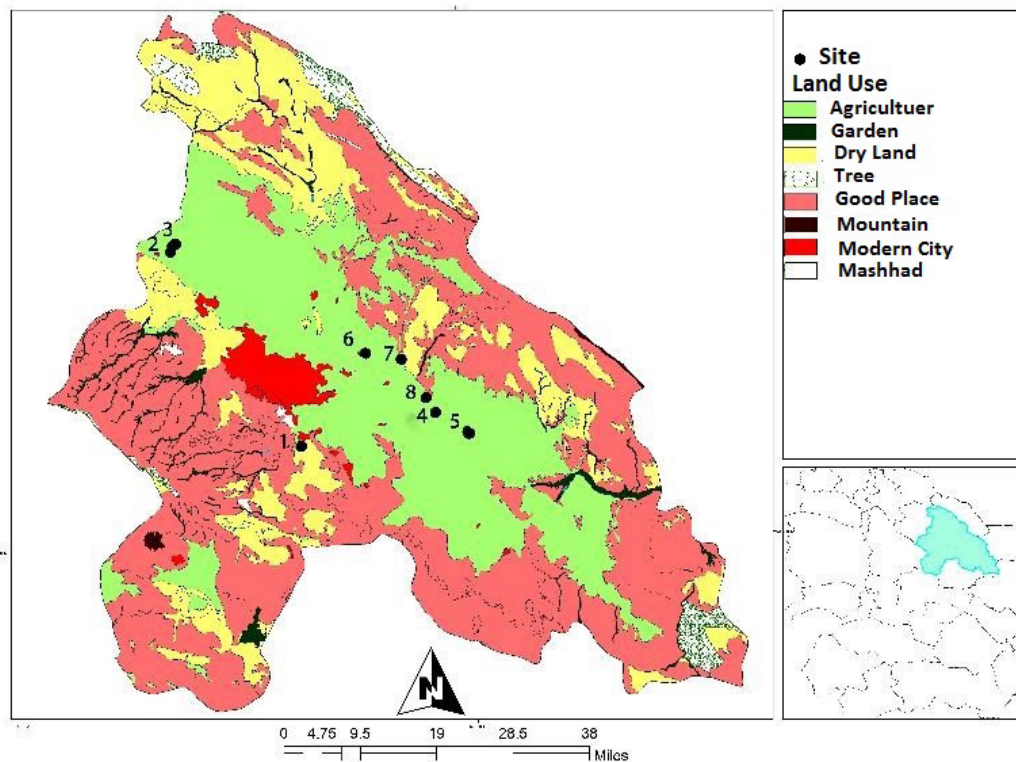 Site
Land Use
Agricultuer
Garden
Dry Land
Tree
Good Place
Mountain
Modern City
Mashhad
3
2
6
7
8
4
5
1
N
0 4.75 9.5 19 28.5 38
Miles